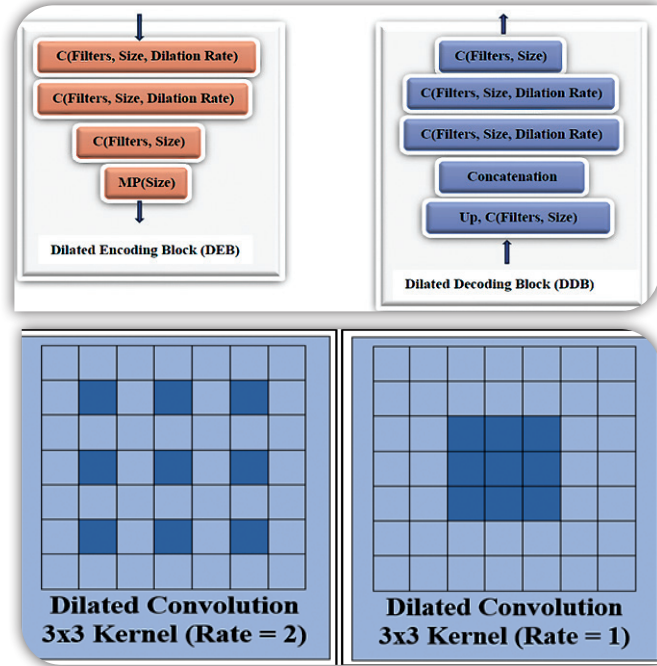 C(Filters, Size, Dilation Rate)
C(Filters, Size, Dilation Rate)
C(Filters, Size)
MP(Size)
Dilated Encoding Block (DEB)
C(Filters, Size)
C(Filters, Size, Dilation Rate)
C(Filters, Size, Dilation Rate)
Concatenation
Up, C(Filters, Size)
Dilated Decoding Block (DDB)
Dilated Convolution
3x3 Kernel (Rate = 2)
Dilated Convolution
3x3 Kernel (Rate = 1)